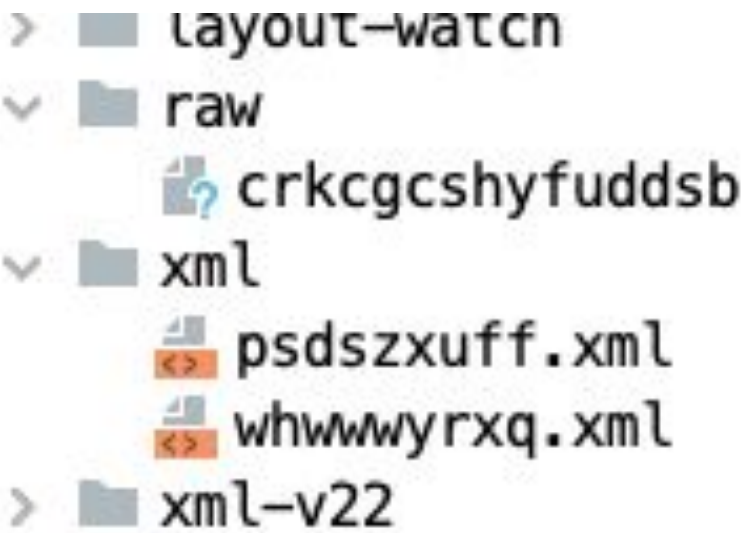 layout-watch
raw
crkcgcshyfuddsb
xml
psdszxuff.xml
whwwwyrxq.xml
xml-v22